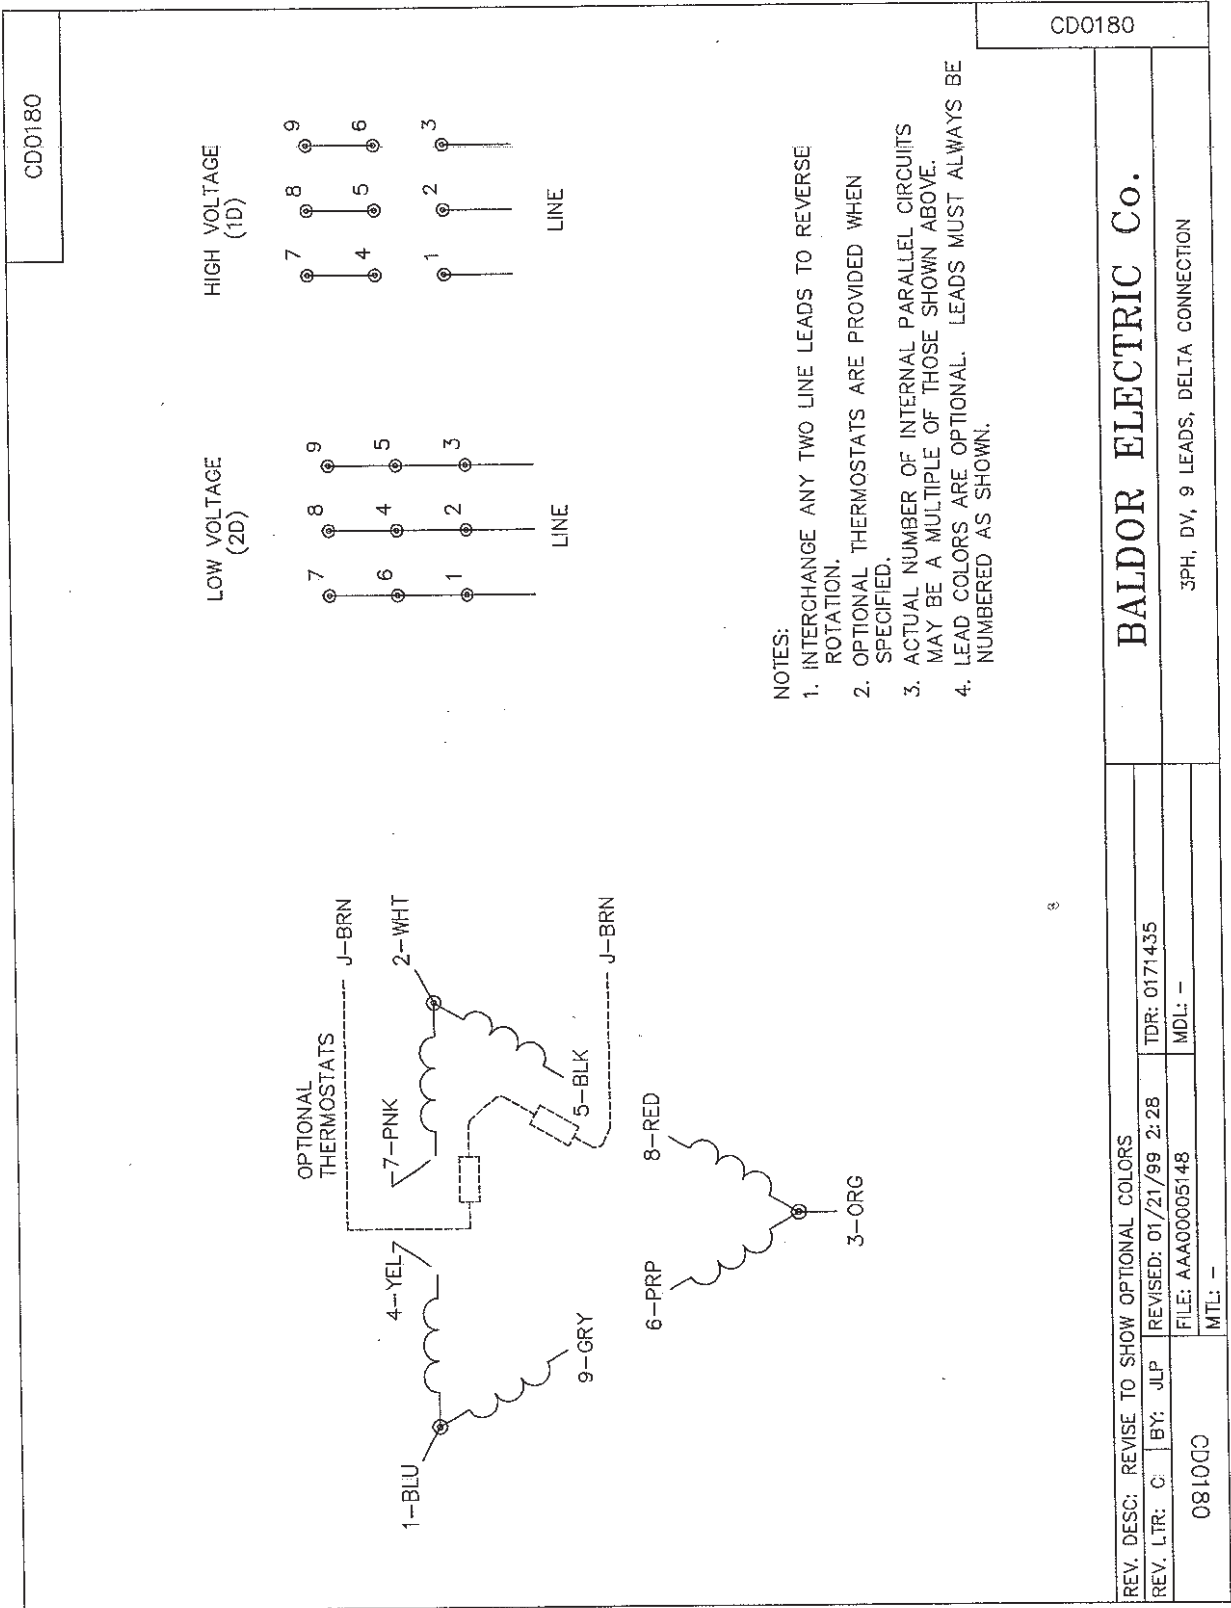 CD0180
LOW VOLTAGE
(2D)
7 8 9
6 4 5
1 2 3
LINE
HIGH VOLTAGE
(1D)
7 8 9
4 5 6
1 2 3
LINE
OPTIONAL
THERMOSTATS
J-BRN
1-BLU
4-YEL
7-PNK
2-WHT
9-GRY
5-BLK
J-BRN
6-PRP
8-RED
3-ORG
NOTES:
1. INTERCHANGE ANY TWO LINE LEADS TO REVERSE
ROTATION.
2. OPTIONAL THERMOSTATS ARE PROVIDED WHEN
SPECIFIED.
3. ACTUAL NUMBER OF INTERNAL PARALLEL CIRCUITS
MAY BE A MULTIPLE OF THOSE SHOWN ABOVE.
4. LEAD COLORS ARE OPTIONAL. LEADS MUST ALWAYS BE
NUMBERED AS SHOWN.
CD0180
REV. DESC: REVISE TO SHOW OPTIONAL COLORS
REV. LTR: C BY: JLP REVISED: 01/21/99 2:28 TDR: 0171435
CD0180
FILE: AAA00005148 MDL: -
MTL: -
BALDOR ELECTRIC Co.
3PH, DV, 9 LEADS, DELTA CONNECTION